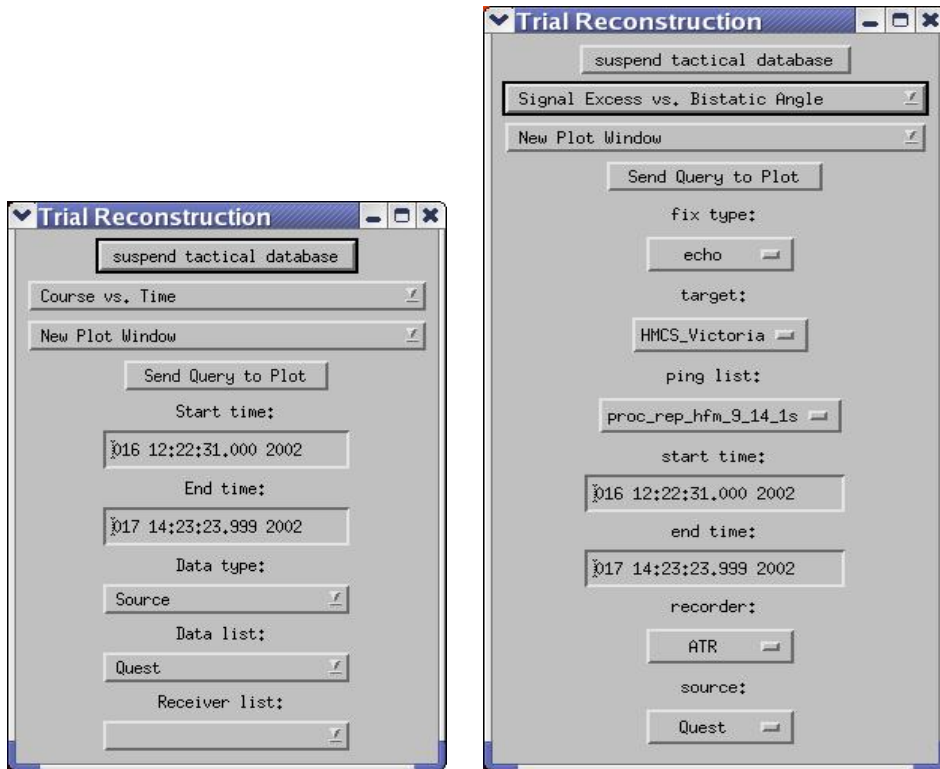 Trial Reconstruction
suspend tactical database
Course vs. Time
New Plot Window
Send Query to Plot
Start time:
016 12:22:31.000 2002
End time:
017 14:23:23.999 2002
Data type:
Source
Data list:
Quest
Receiver list:
Trial Reconstruction
suspend tactical database
Signal Excess vs. Bistatic Angle
New Plot Window
Send Query to Plot
fix type:
echo
target:
HMCS_Victoria
ping list:
proc_rep_hfm_9_14_1s
start time:
016 12:22:31.000 2002
end time:
017 14:23:23.999 2002
recorder:
ATR
source:
Quest